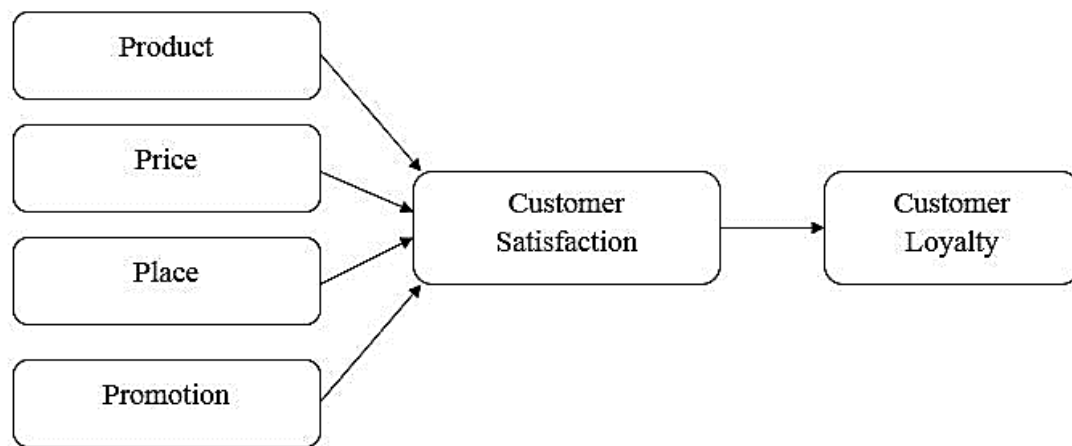 Product
Price
Place
Promotion
Customer
Satisfaction
Customer
Loyalty